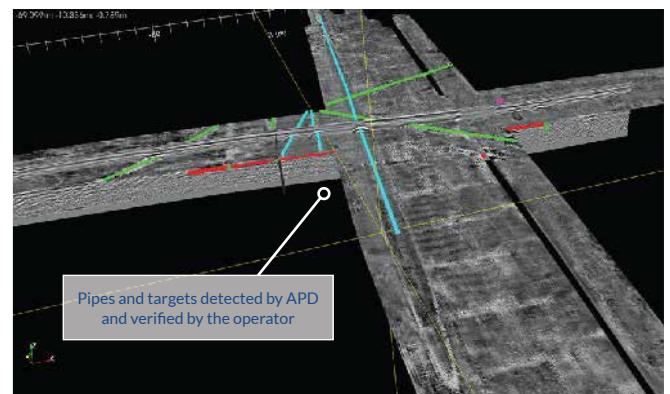 Pipes and targets detected by APD
and verified by the operator